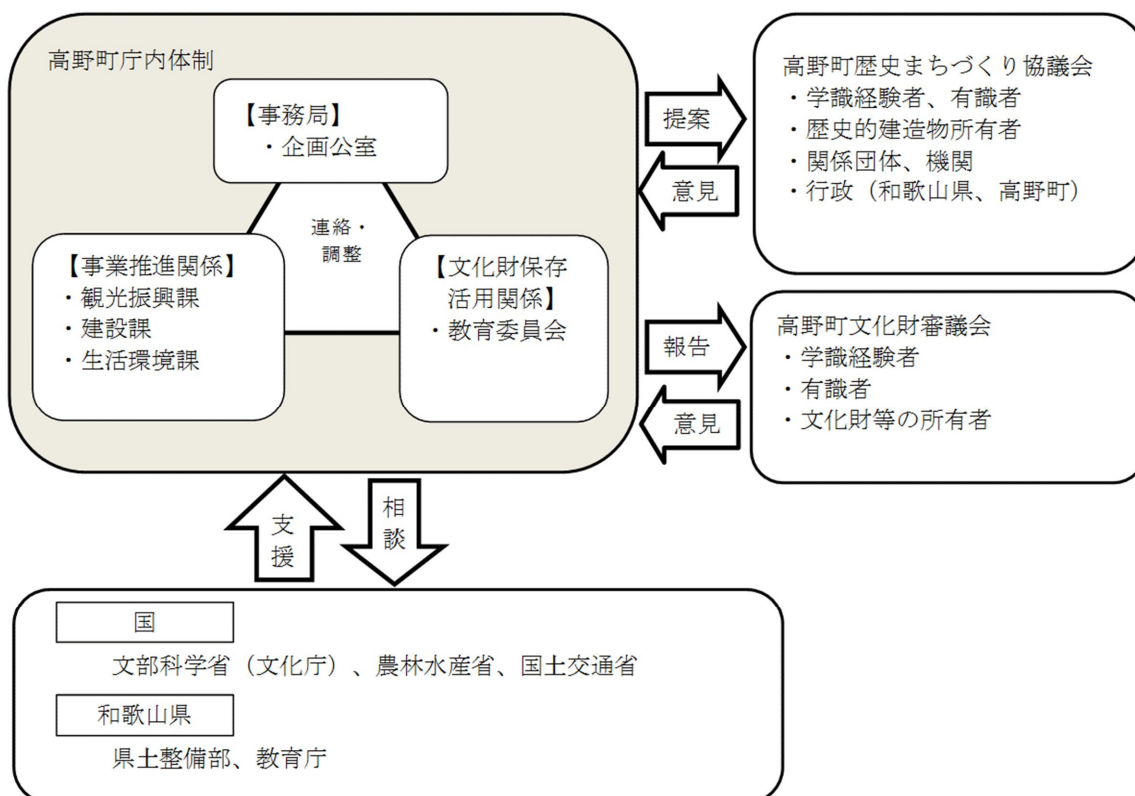 高野町庁内体制
【事務局】
・企画公室
連絡・
調整
【事業推進関係】
・観光振興課
・建設課
・生活環境課
【文化財保存
活用関係】
・教育委員会
提案
意見
高野町歴史まちづくり協議会
・学識経験者、有識者
・歴史的建造物所有者
・関係団体、機関
・行政（和歌山県、高野町）
報告
意見
高野町文化財審議会
・学識経験者
・有識者
・文化財等の所有者
支援
相談
国
文部科学省（文化庁）、農林水産省、国土交通省
和歌山県
県土整備部、教育庁